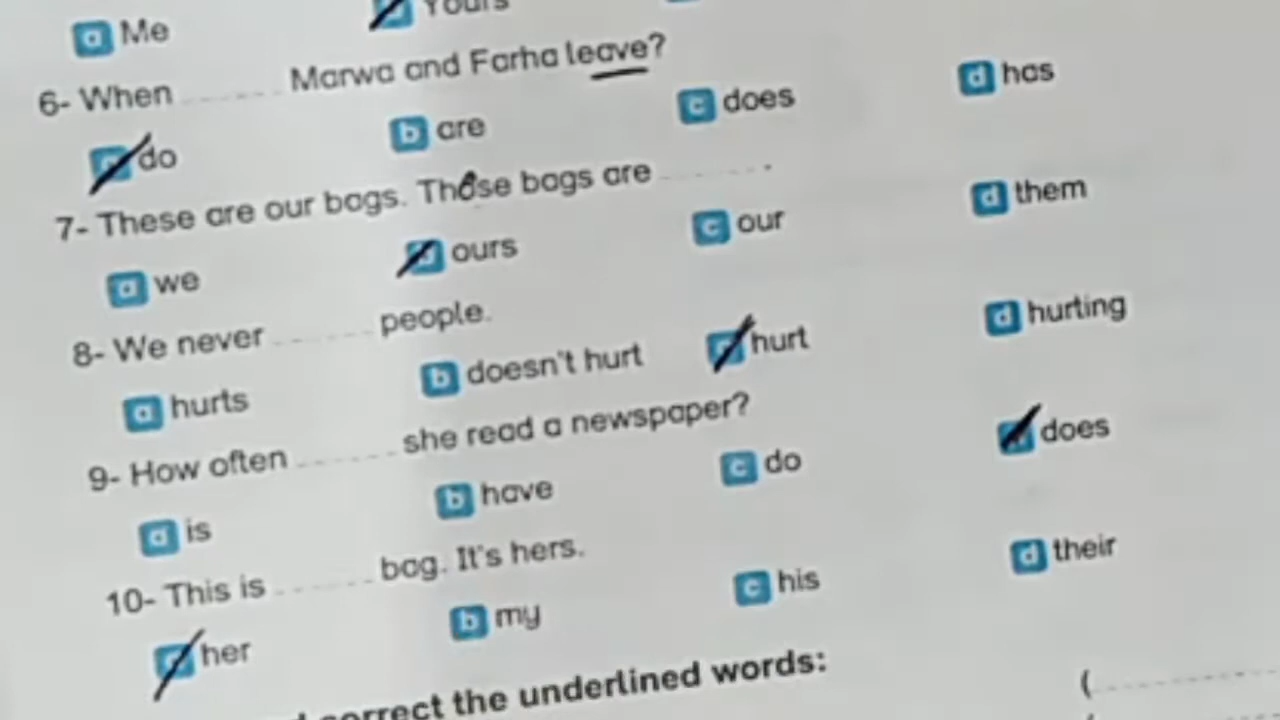 a Me Yours
6- When ........ Marwa and Farha leave?
do b are c does d has
7- These are our bags. Those bags are ........ .
a we ours c our d them
8- We never ........ people.
a hurts b doesn't hurt hurt d hurting
9- How often ........ she read a newspaper?
a is b have c do does
10- This is ........ bag. It's hers.
her b my c his d their
correct the underlined words:
(